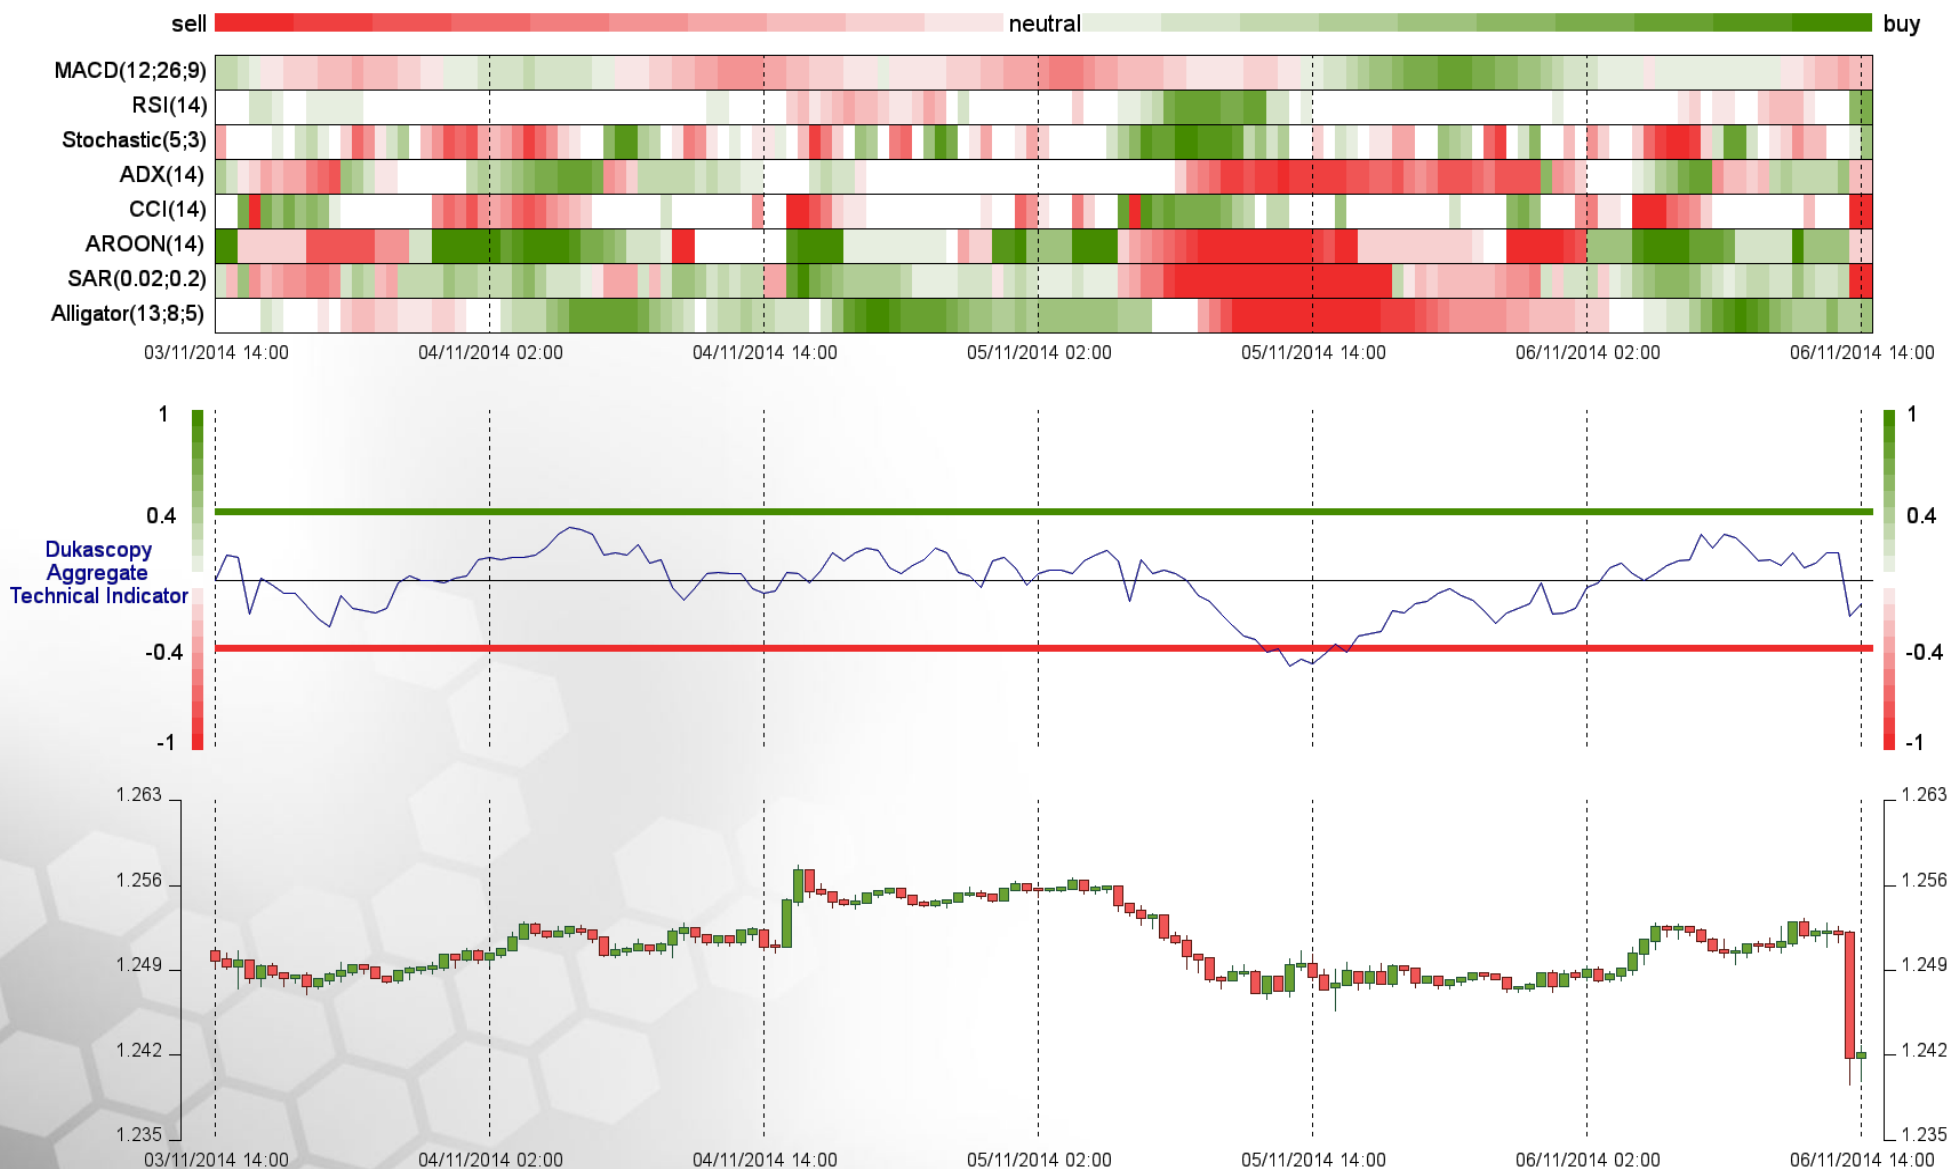 sell neutral buy
MACD(12;26;9)
RSI(14)
Stochastic(5;3)
ADX(14)
CCI(14)
AROON(14)
SAR(0.02;0.2)
Alligator(13;8;5)
03/11/2014 14:00 04/11/2014 02:00 04/11/2014 14:00 05/11/2014 02:00 05/11/2014 14:00 06/11/2014 02:00 06/11/2014 14:00
1 1
0.4 0.4
Dukascopy
Aggregate
Technical Indicator
-0.4 -0.4
-1 -1
1.263 1.263
1.256 1.256
1.249 1.249
1.242 1.242
1.235 1.235
03/11/2014 14:00 04/11/2014 02:00 04/11/2014 14:00 05/11/2014 02:00 05/11/2014 14:00 06/11/2014 02:00 06/11/2014 14:00